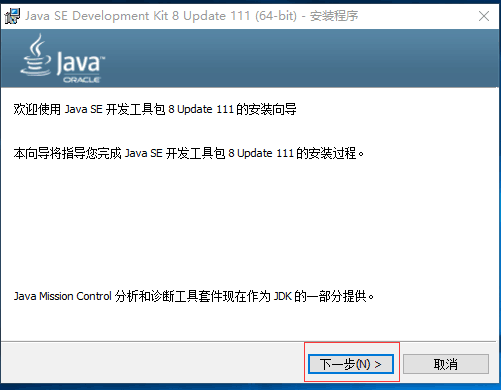 Java SE Development Kit 8 Update 111 (64-bit) - 安装程序
Java™
ORACLE
欢迎使用 Java SE 开发工具包 8 Update 111 的安装向导
本向导将指导您完成 Java SE 开发工具包 8 Update 111 的安装过程。
Java Mission Control 分析和诊断工具套件现在作为 JDK 的一部分提供。
下一步(N) >
取消